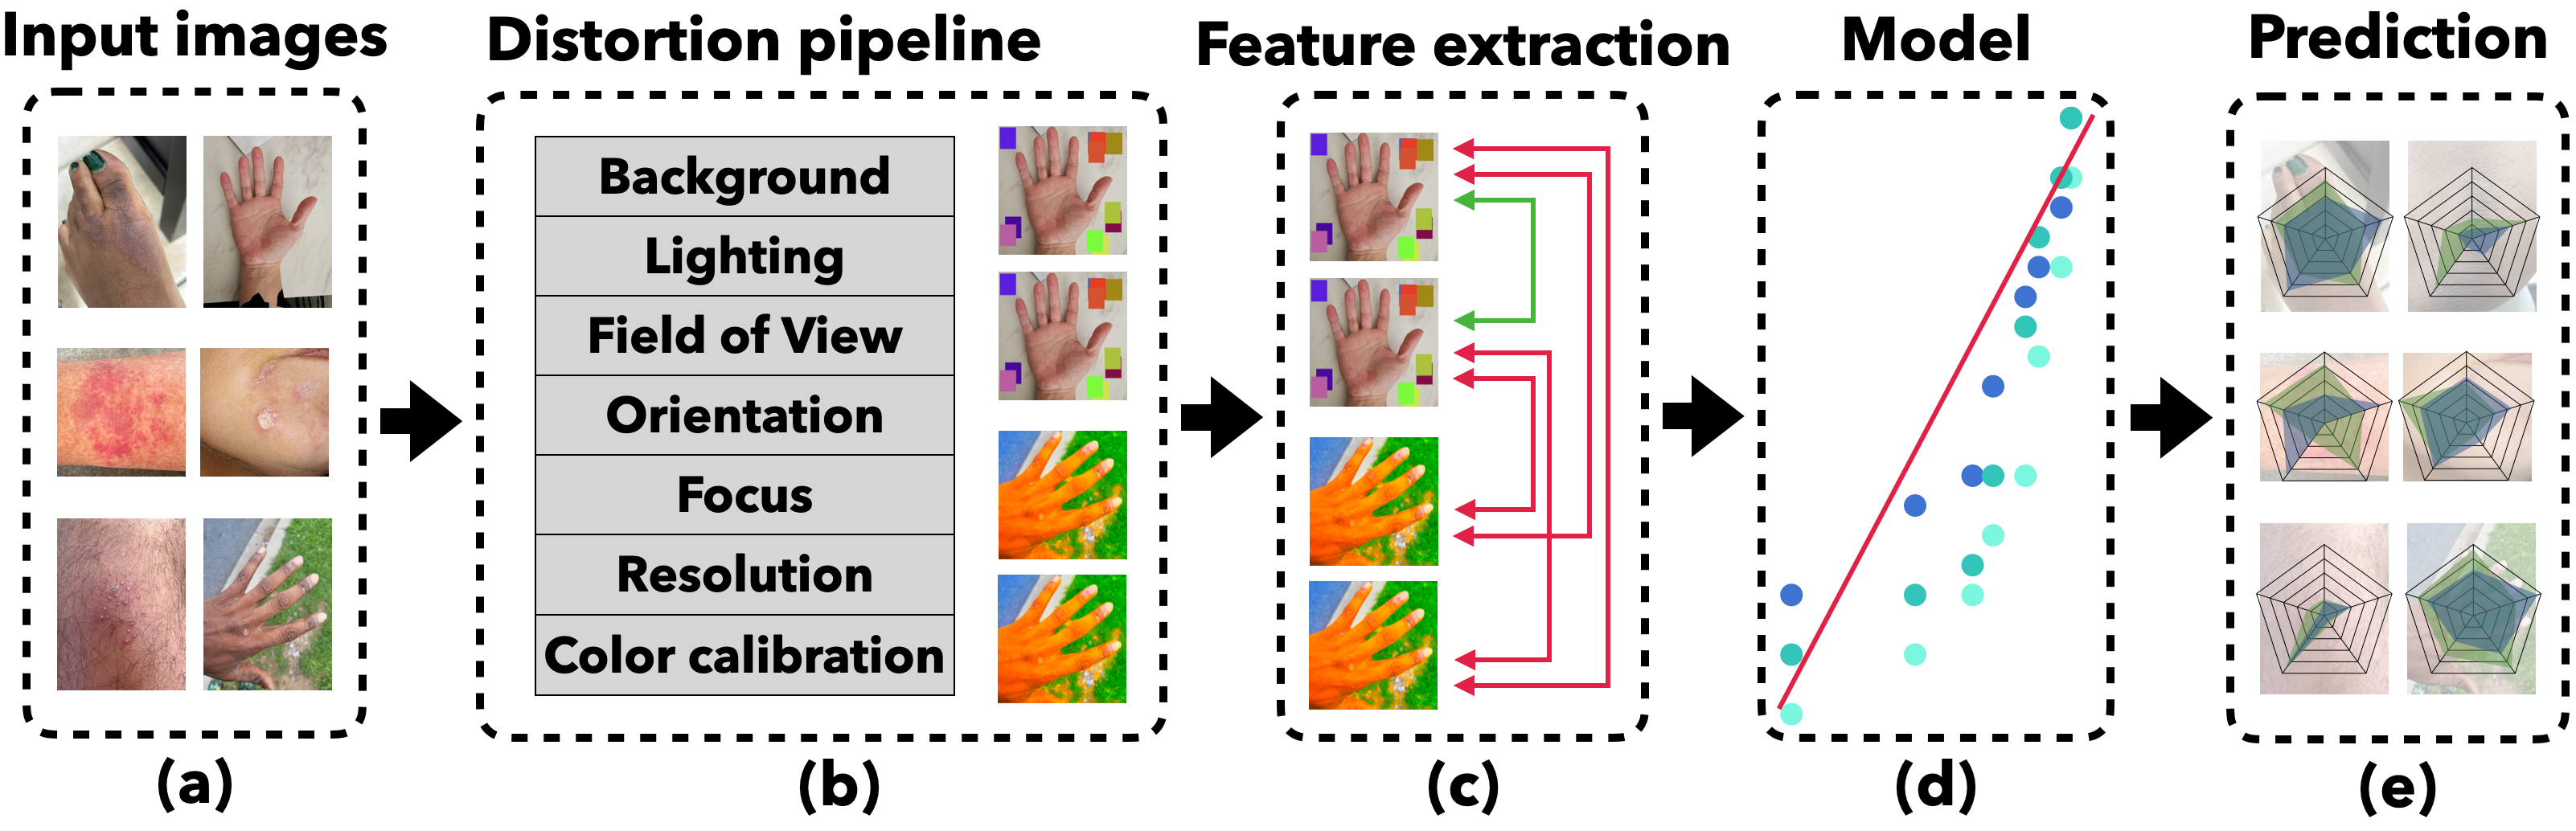 Input images
Distortion pipeline
Feature extraction
Model
Prediction
Background
Lighting
Field of View
Orientation
Focus
Resolution
Color calibration
(a)
(b)
(c)
(d)
(e)